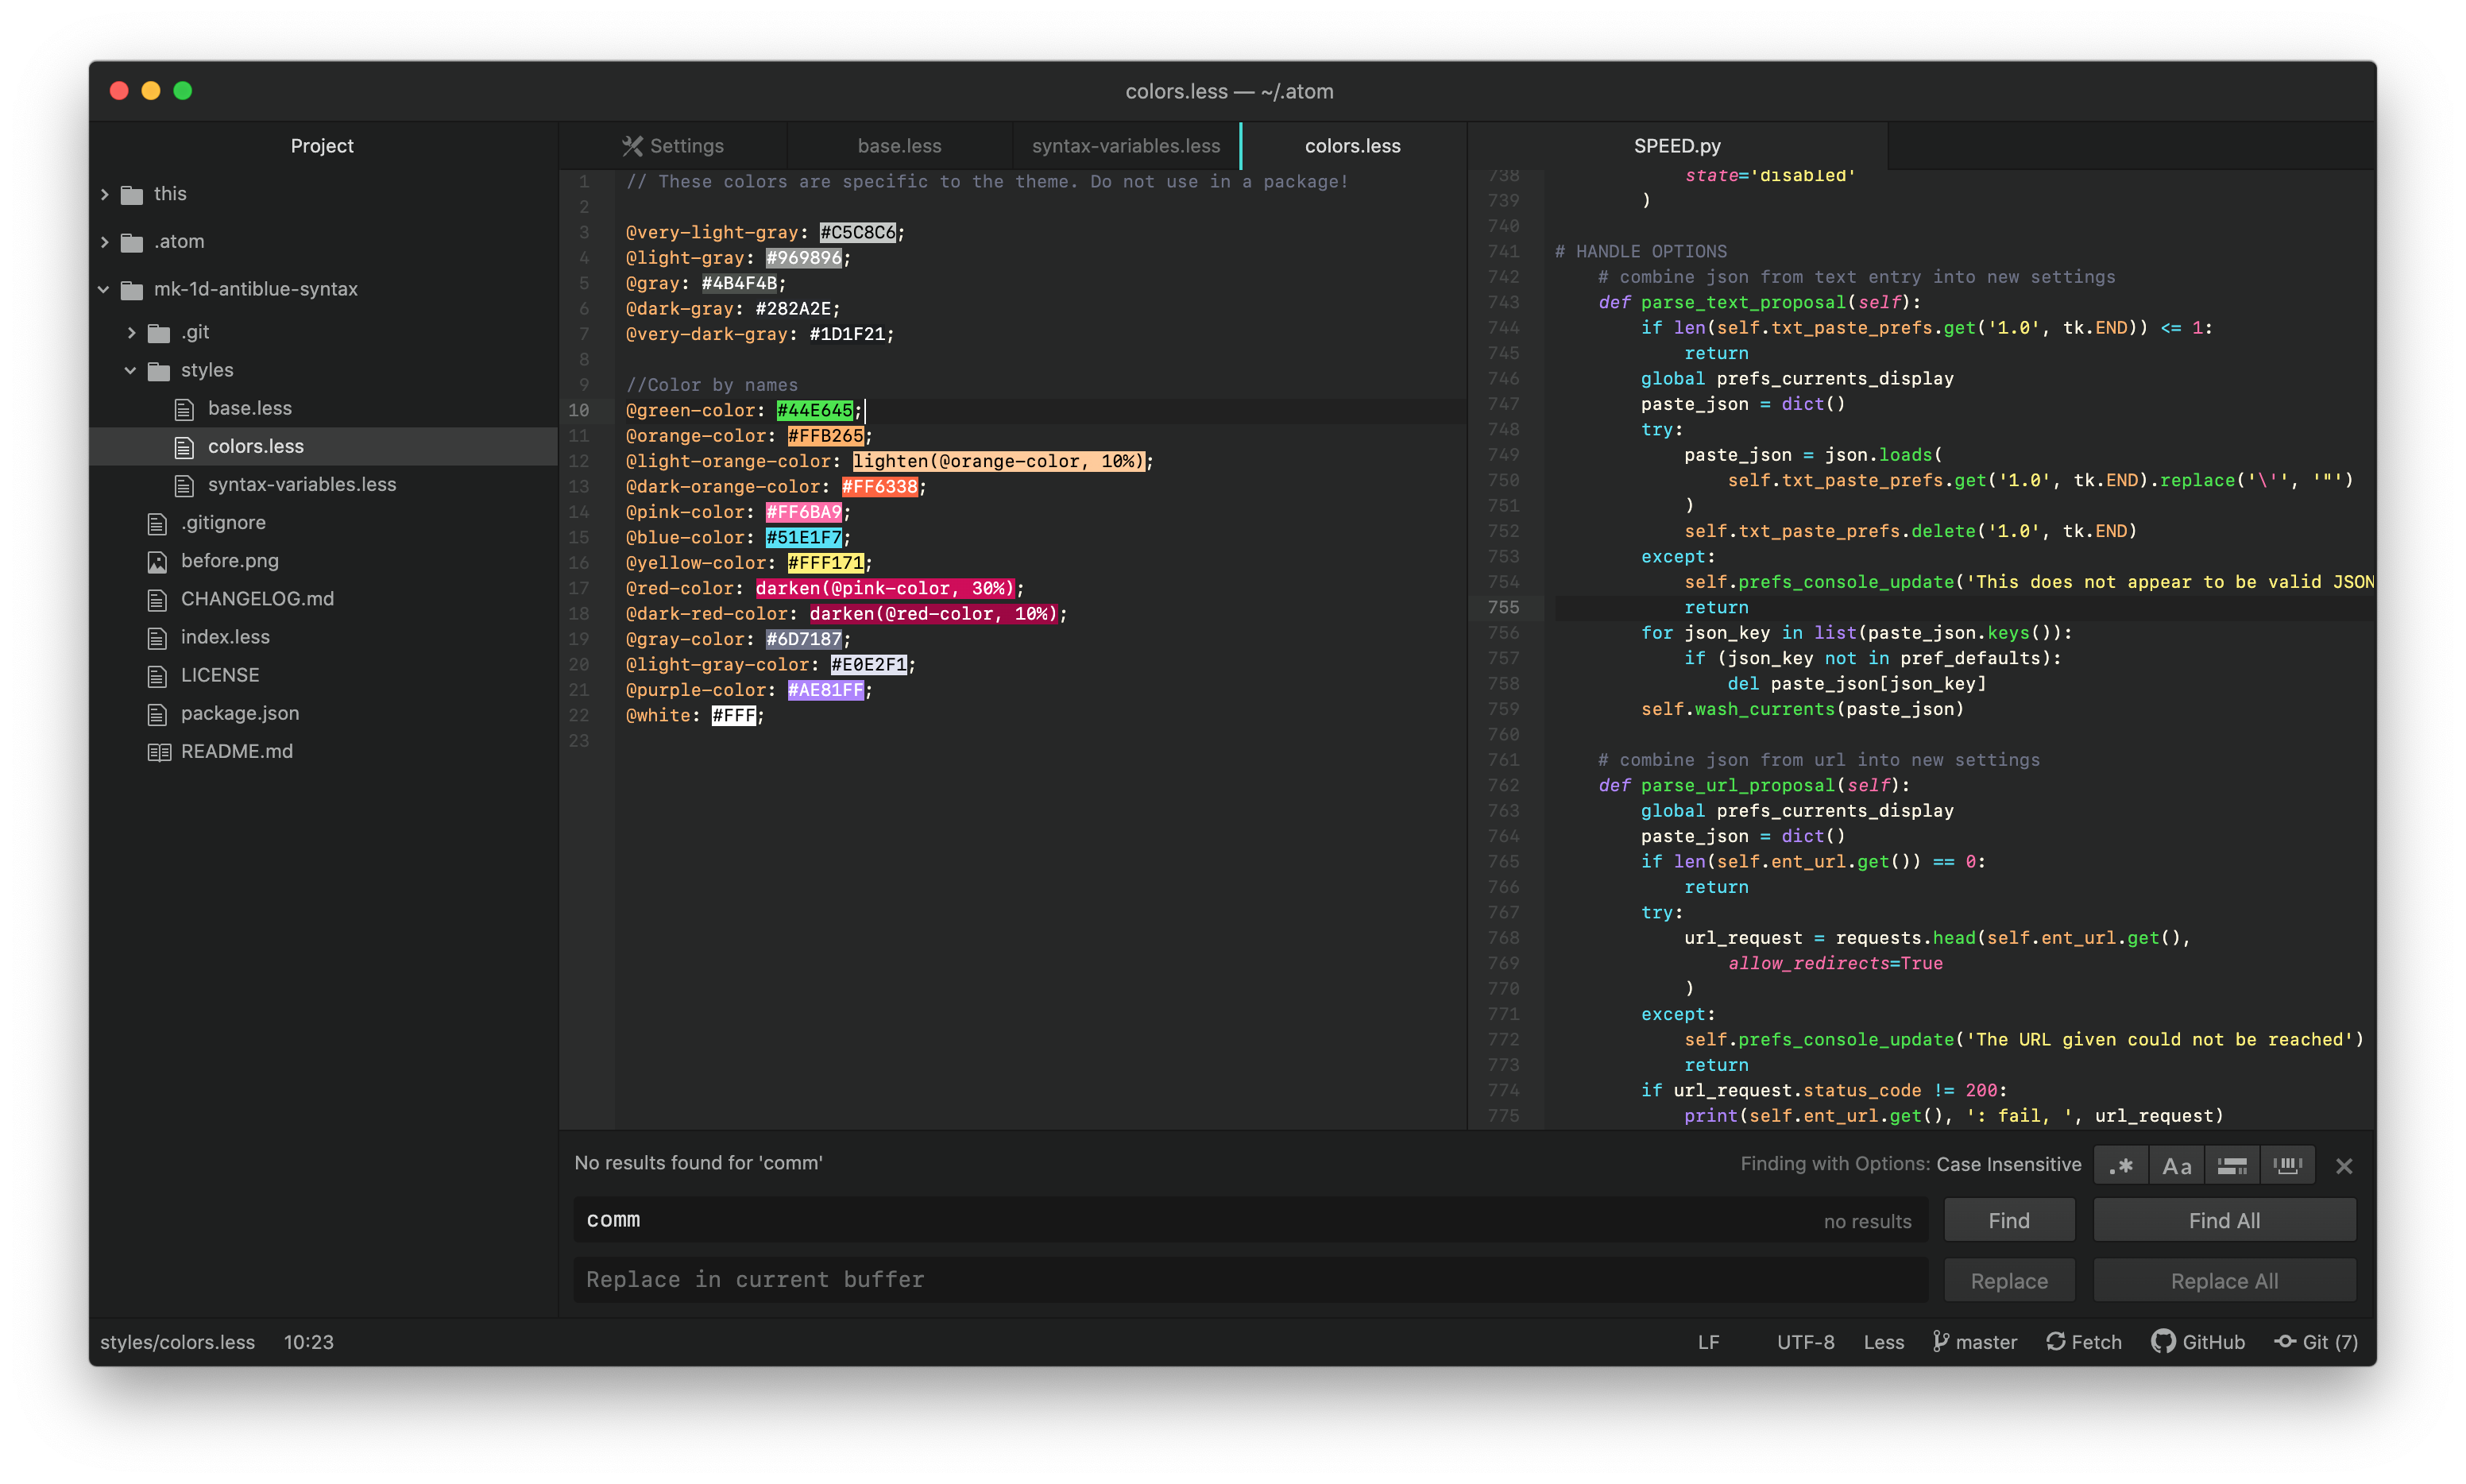 colors.less — ~/.atom
Project
this
.atom
mk-1d-antiblue-syntax
.git
styles
base.less
colors.less
syntax-variables.less
.gitignore
before.png
CHANGELOG.md
index.less
LICENSE
package.json
README.md
Settings
base.less
syntax-variables.less
colors.less
1 // These colors are specific to the theme. Do not use in a package!
2
3 @very-light-gray: #C5C8C6;
4 @light-gray: #969896;
5 @gray: #4B4F4B;
6 @dark-gray: #282A2E;
7 @very-dark-gray: #1D1F21;
8
9 //Color by names
10 @green-color: #44E645;
11 @orange-color: #FFB265;
12 @light-orange-color: lighten(@orange-color, 10%);
13 @dark-orange-color: #FF6338;
14 @pink-color: #FF6BA9;
15 @blue-color: #51E1F7;
16 @yellow-color: #FFF171;
17 @red-color: darken(@pink-color, 30%);
18 @dark-red-color: darken(@red-color, 10%);
19 @gray-color: #6D7187;
20 @light-gray-color: #E0E2F1;
21 @purple-color: #AE81FF;
22 @white: #FFF;
23
SPEED.py
738 state='disabled'
739 )
740
741 # HANDLE OPTIONS
742 # combine json from text entry into new settings
743 def parse_text_proposal(self):
744 if len(self.txt_paste_prefs.get('1.0', tk.END)) <= 1:
745 return
746 global prefs_currents_display
747 paste_json = dict()
748 try:
749 paste_json = json.loads(
750 self.txt_paste_prefs.get('1.0', tk.END).replace('\'', '"')
751 )
752 self.txt_paste_prefs.delete('1.0', tk.END)
753 except:
754 self.prefs_console_update('This does not appear to be valid JSON
755 return
756 for json_key in list(paste_json.keys()):
757 if (json_key not in pref_defaults):
758 del paste_json[json_key]
759 self.wash_currents(paste_json)
760
761 # combine json from url into new settings
762 def parse_url_proposal(self):
763 global prefs_currents_display
764 paste_json = dict()
765 if len(self.ent_url.get()) == 0:
766 return
767 try:
768 url_request = requests.head(self.ent_url.get(),
769 allow_redirects=True
770 )
771 except:
772 self.prefs_console_update('The URL given could not be reached')
773 return
774 if url_request.status_code != 200:
775 print(self.ent_url.get(), ': fail, ', url_request)
No results found for 'comm'
Finding with Options: Case Insensitive
.* Aa
comm
no results
Find
Find All
Replace in current buffer
Replace
Replace All
styles/colors.less 10:23
LF UTF-8 Less master Fetch GitHub Git (7)